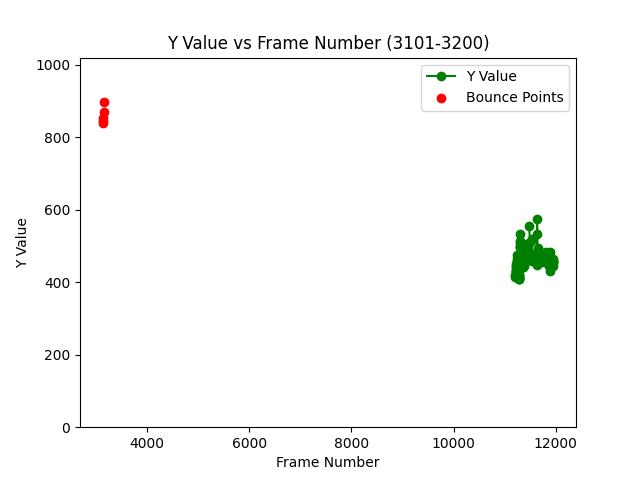 Y Value vs Frame Number (3101-3200)
1000
800
600
400
200
0
Y Value
Y Value
Bounce Points
4000 6000 8000 10000 12000
Frame Number